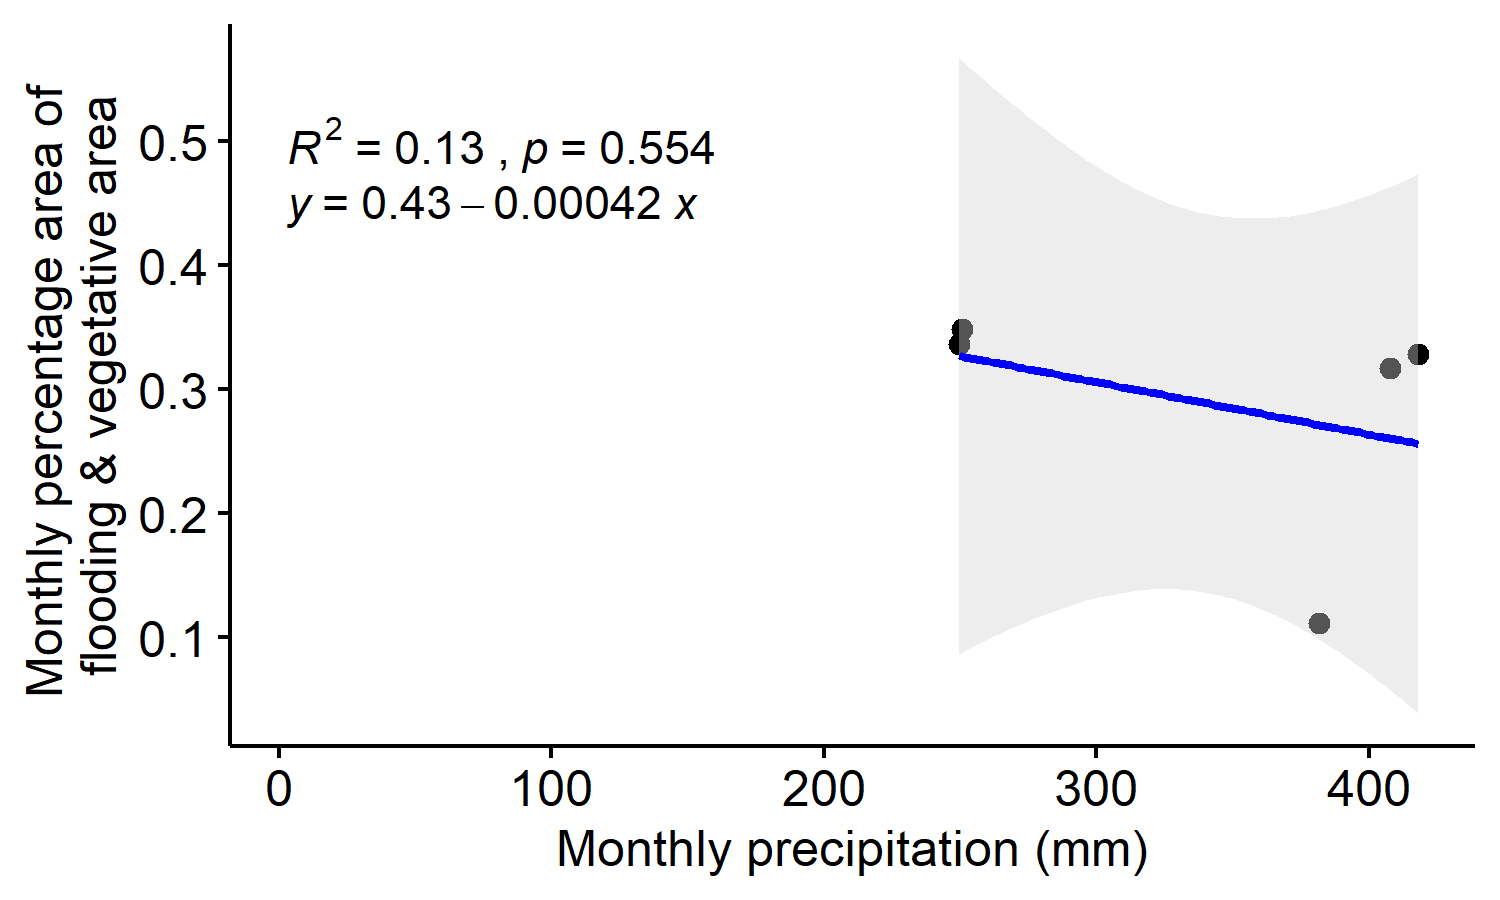 Monthly percentage area of
flooding & vegetative area
0.5
0.4
0.3
0.2
0.1
R² = 0.13 , p = 0.554
y = 0.43 – 0.00042 x
0 100 200 300 400
Monthly precipitation (mm)